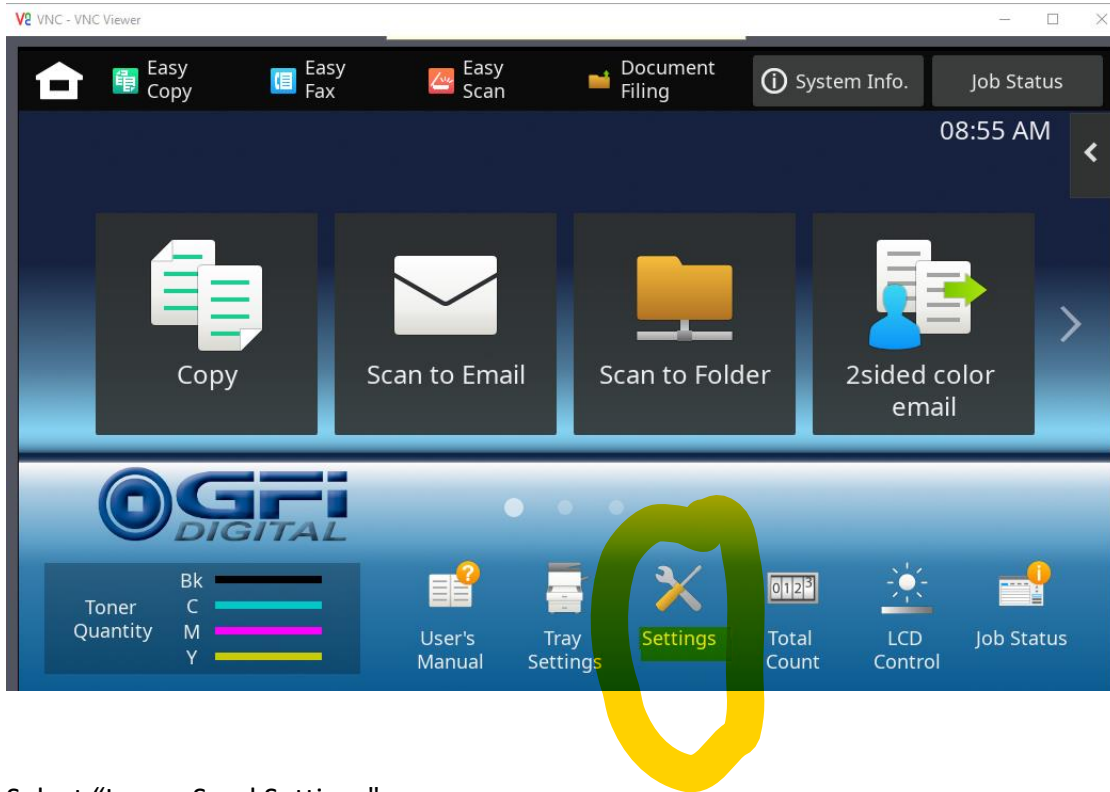 VNC - VNC Viewer
Easy
Copy
Easy
Fax
Easy
Scan
Document
Filing
System Info.
Job Status
08:55 AM
Copy
Scan to Email
Scan to Folder
2sided color
email
GFi
DIGITAL
Toner
Quantity
Bk
C
M
Y
User's
Manual
Tray
Settings
Settings
0123
Total
Count
LCD
Control
Job Status